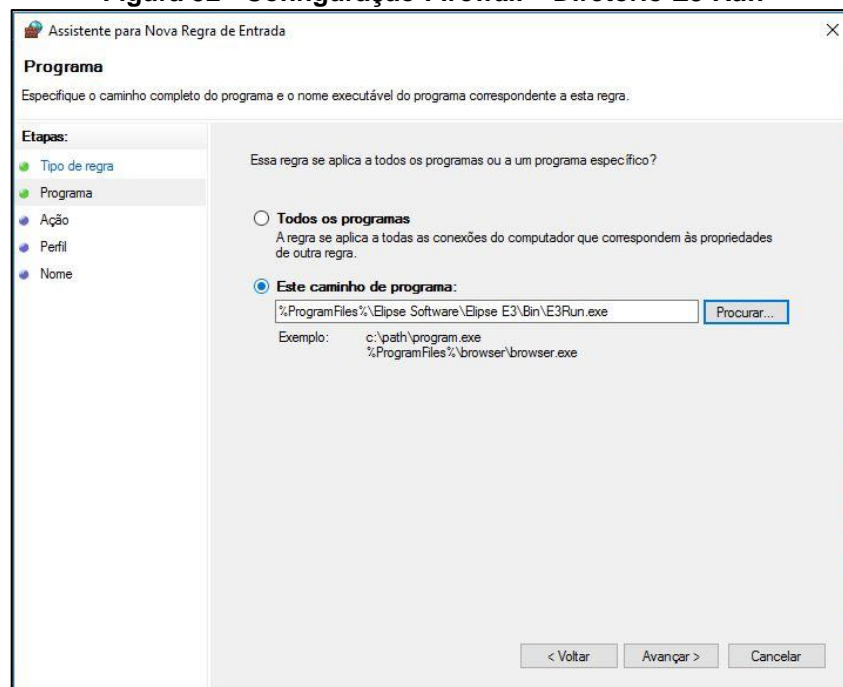 Assistente para Nova Regra de Entrada
Programa
Especifique o caminho completo do programa e o nome executável do programa correspondente a esta regra.
Etapas:
Tipo de regra
Programa
Ação
Perfil
Nome
Essa regra se aplica a todos os programas ou a um programa específico?
Todos os programas
A regra se aplica a todas as conexões do computador que correspondem às propriedades
de outra regra.
Este caminho de programa:
%ProgramFiles%\Elipse Software\Elipse E3\Bin\E3Run.exe
Procurar...
Exemplo: c:\path\program.exe
%ProgramFiles%\browser\browser.exe
< Voltar
Avançar >
Cancelar